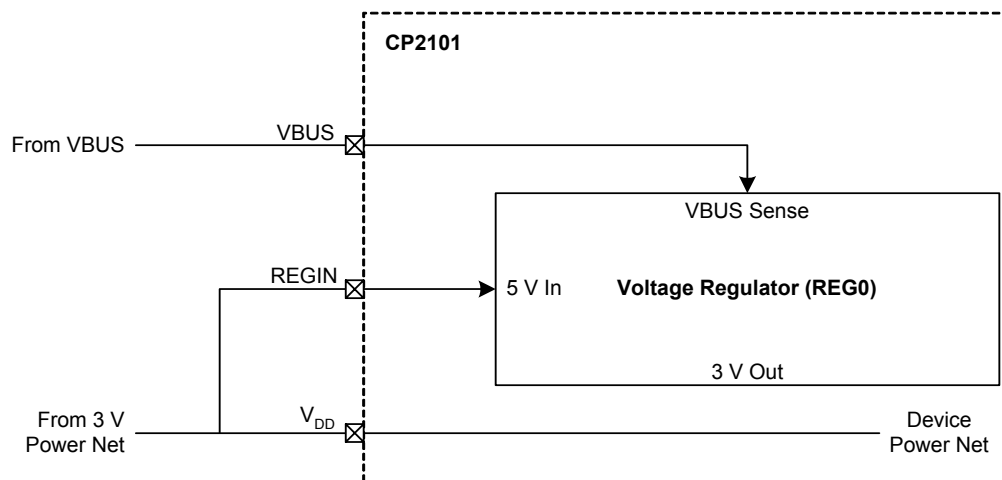 CP2101
VBUS
From VBUS
VBUS Sense
REGIN
5 V In
Voltage Regulator (REG0)
3 V Out
From 3 V
Power Net
VDD
Device
Power Net